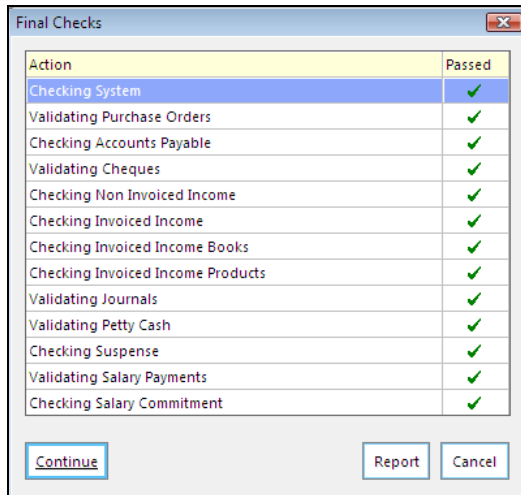 Final Checks
Action Passed
Checking System
Validating Purchase Orders
Checking Accounts Payable
Validating Cheques
Checking Non Invoiced Income
Checking Invoiced Income
Checking Invoiced Income Books
Checking Invoiced Income Products
Validating Journals
Validating Petty Cash
Checking Suspense
Validating Salary Payments
Checking Salary Commitment
Continue Report Cancel